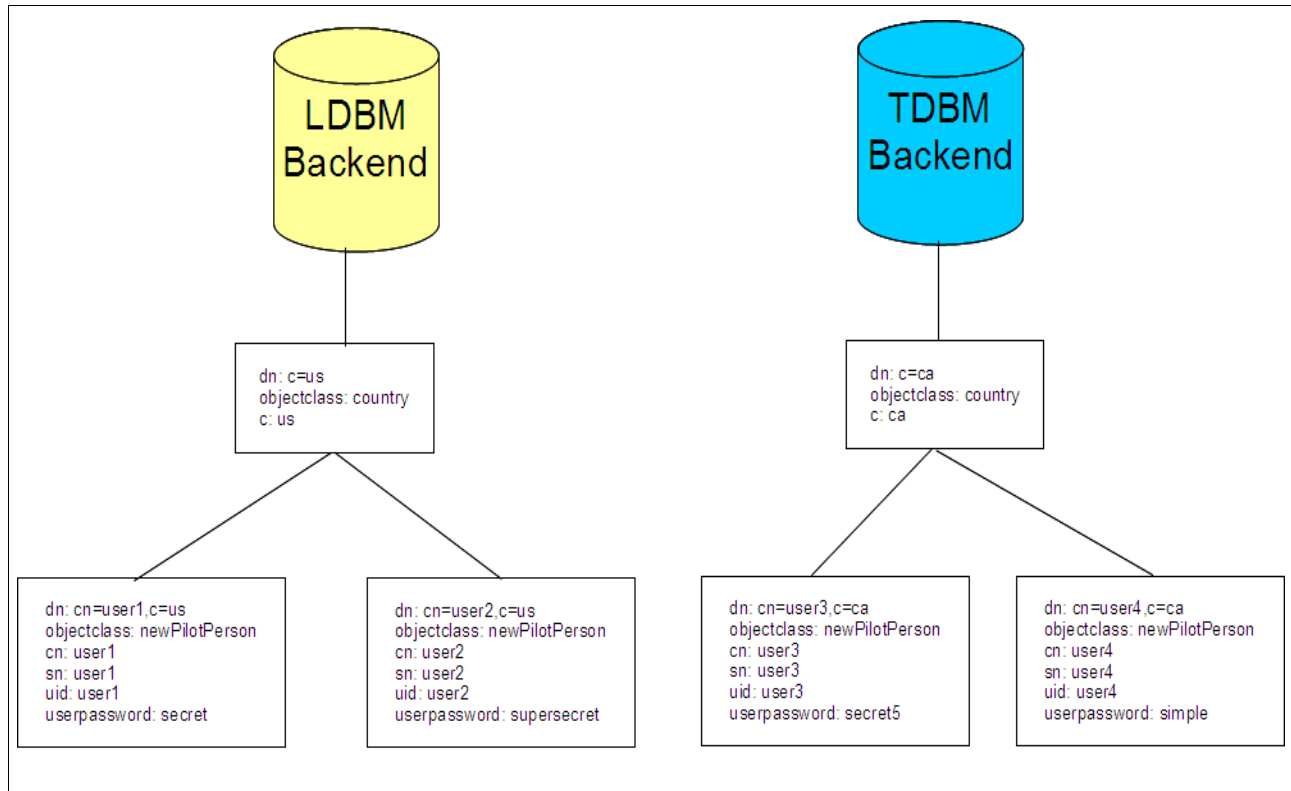 LDBM
Backend
TDBM
Backend
dn: c=us
objectclass: country
c: us
dn: c=ca
objectclass: country
c: ca
dn: cn=user1,c=us
objectclass: newPilotPerson
cn: user1
sn: user1
uid: user1
userpassword: secret
dn: cn=user2,c=us
objectclass: newPilotPerson
cn: user2
sn: user2
uid: user2
userpassword: supersecret
dn: cn=user3,c=ca
objectclass: newPilotPerson
cn: user3
sn: user3
uid: user3
userpassword: secret5
dn: cn=user4,c=ca
objectclass: newPilotPerson
cn: user4
sn: user4
uid: user4
userpassword: simple